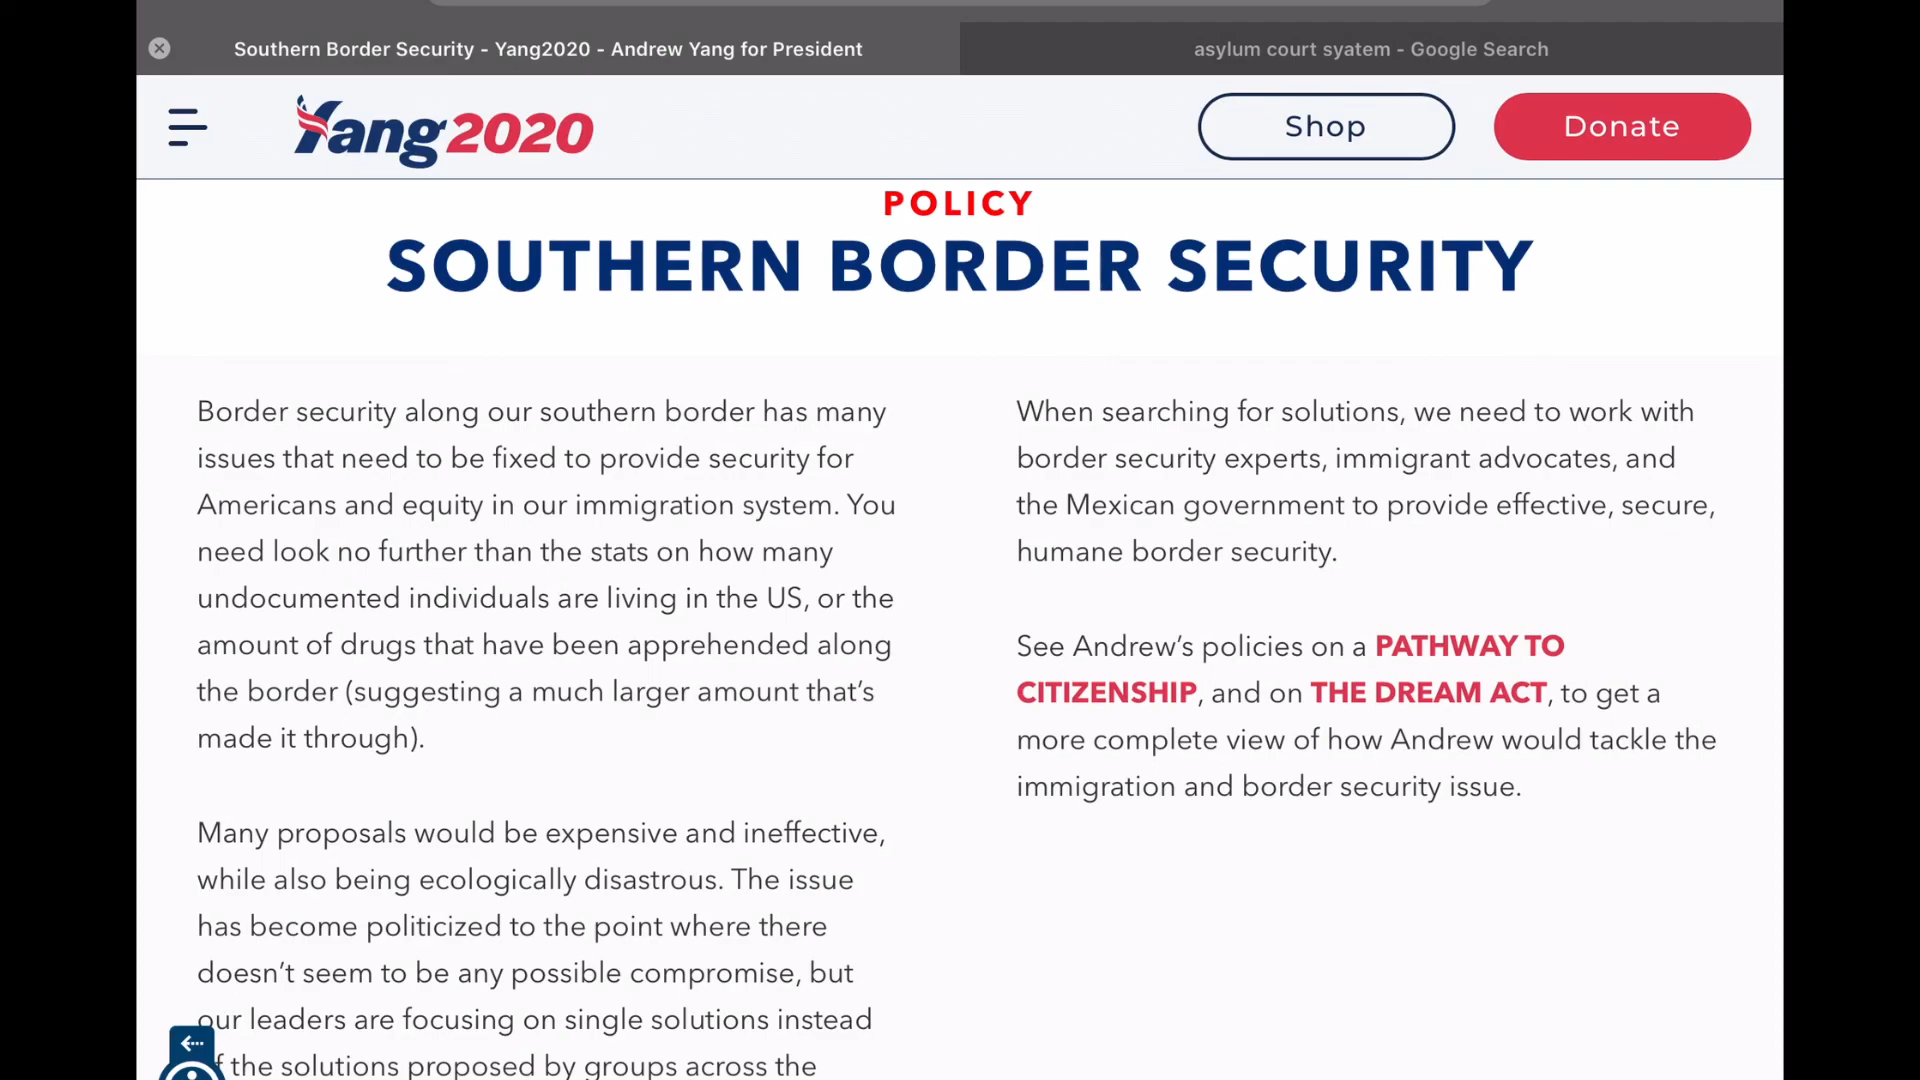 Southern Border Security - Yang2020 - Andrew Yang for President
asylum court syatem - Google Search
Yang2020
Shop
Donate
POLICY
SOUTHERN BORDER SECURITY
Border security along our southern border has many
issues that need to be fixed to provide security for
Americans and equity in our immigration system. You
need look no further than the stats on how many
undocumented individuals are living in the US, or the
amount of drugs that have been apprehended along
the border (suggesting a much larger amount that’s
made it through).
Many proposals would be expensive and ineffective,
while also being ecologically disastrous. The issue
has become politicized to the point where there
doesn’t seem to be any possible compromise, but
our leaders are focusing on single solutions instead
of the solutions proposed by groups across the
When searching for solutions, we need to work with
border security experts, immigrant advocates, and
the Mexican government to provide effective, secure,
humane border security.
See Andrew’s policies on a PATHWAY TO
CITIZENSHIP, and on THE DREAM ACT, to get a
more complete view of how Andrew would tackle the
immigration and border security issue.